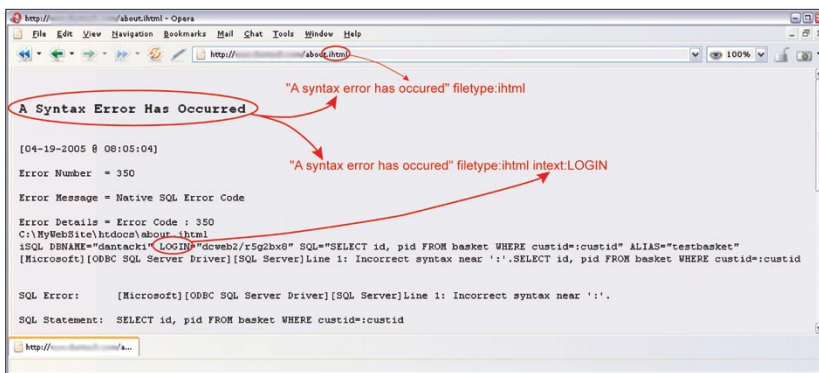 http:// /about.ihtml - Opera
File Edit View Navigation Bookmarks Mail Chat Tools Window Help
http:// /about.ihtml 100%
"A syntax error has occured" filetype:ihtml
A Syntax Error Has Occurred
[04-19-2005 @ 08:05:04]
"A syntax error has occured" filetype:ihtml intext:LOGIN
Error Number = 350
Error Message = Native SQL Error Code
Error Details = Error Code : 350
C:\MyWebSite\htdocs\about.ihtml
iSQL DBNAME="dantacki" LOGIN="dcweb2/r5g2bx8" SQL="SELECT id, pid FROM basket WHERE custid=:custid" ALIAS="testbasket"
[Microsoft][ODBC SQL Server Driver][SQL Server]Line 1: Incorrect syntax near ':'.SELECT id, pid FROM basket WHERE custid=:custid
SQL Error: [Microsoft][ODBC SQL Server Driver][SQL Server]Line 1: Incorrect syntax near ':'.
SQL Statement: SELECT id, pid FROM basket WHERE custid=:custid
http:// /a...